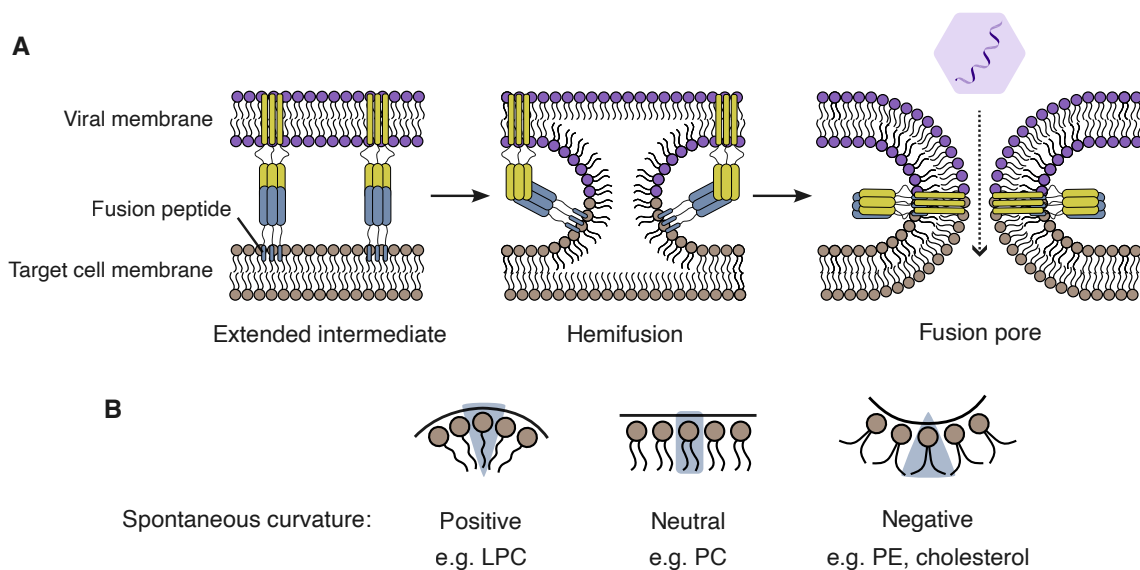 A
Viral membrane
Fusion peptide
Target cell membrane
Extended intermediate
Hemifusion
Fusion pore
B
Spontaneous curvature:
Positive
Neutral
Negative
e.g. LPC
e.g. PC
e.g. PE, cholesterol